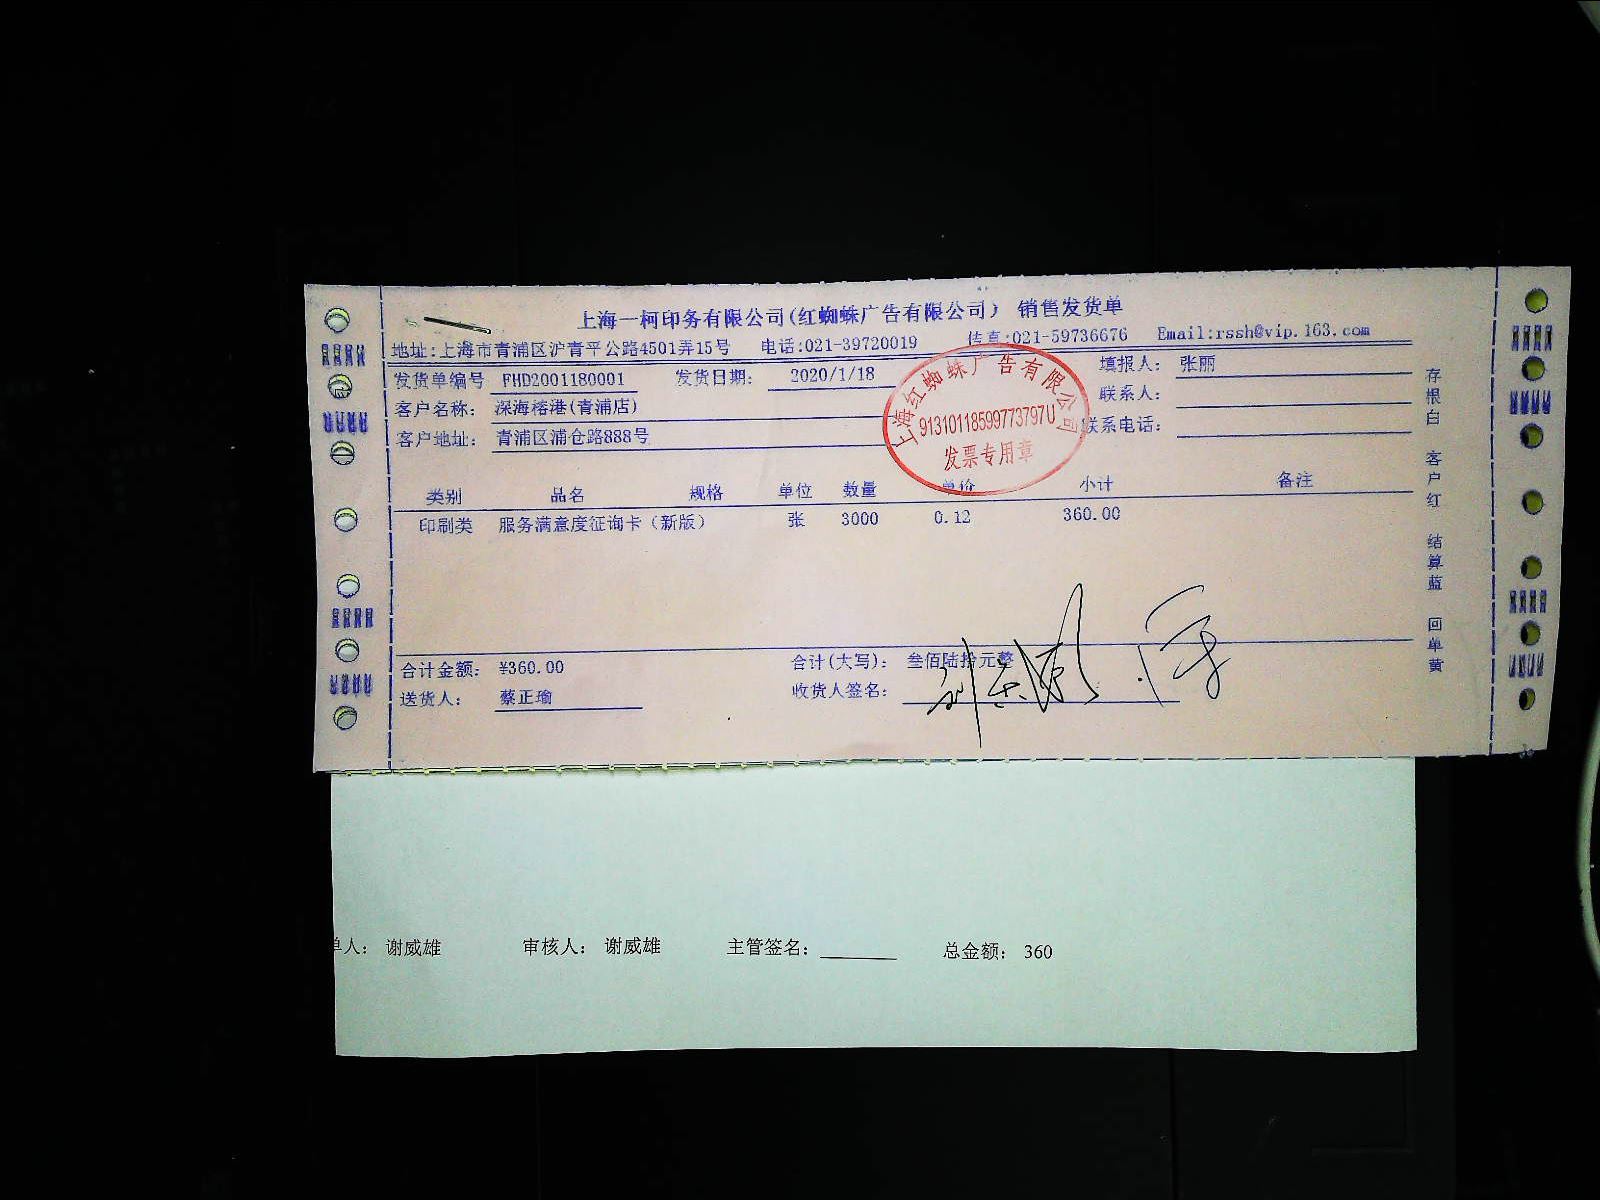 上海一柯印务有限公司(红蜘蛛广告有限公司) 销售发货单
地址:上海市青浦区沪青平公路4501弄15号 电话:021-39720019 传真:021-59736676 Email:rssh@vip.163.com
发货单编号 FHD2001180001 发货日期: 2020/1/18 填报人: 张丽
客户名称: 深海榕港(青浦店) 联系人:
客户地址: 青浦区浦仓路888号 联系电话:
上海红蜘蛛广告有限公司
91310118599773797U
发票专用章
类别 品名 规格 单位 数量 单价 小计 备注
印刷类 服务满意度征询卡（新版） 张 3000 0.12 360.00
合计金额: ¥360.00 合计(大写): 叁佰陆拾元整
送货人: 蔡正瑜 收货人签名:
存根白 客户红 结算蓝 回单黄
单人: 谢威雄 审核人: 谢威雄 主管签名: 总金额: 360